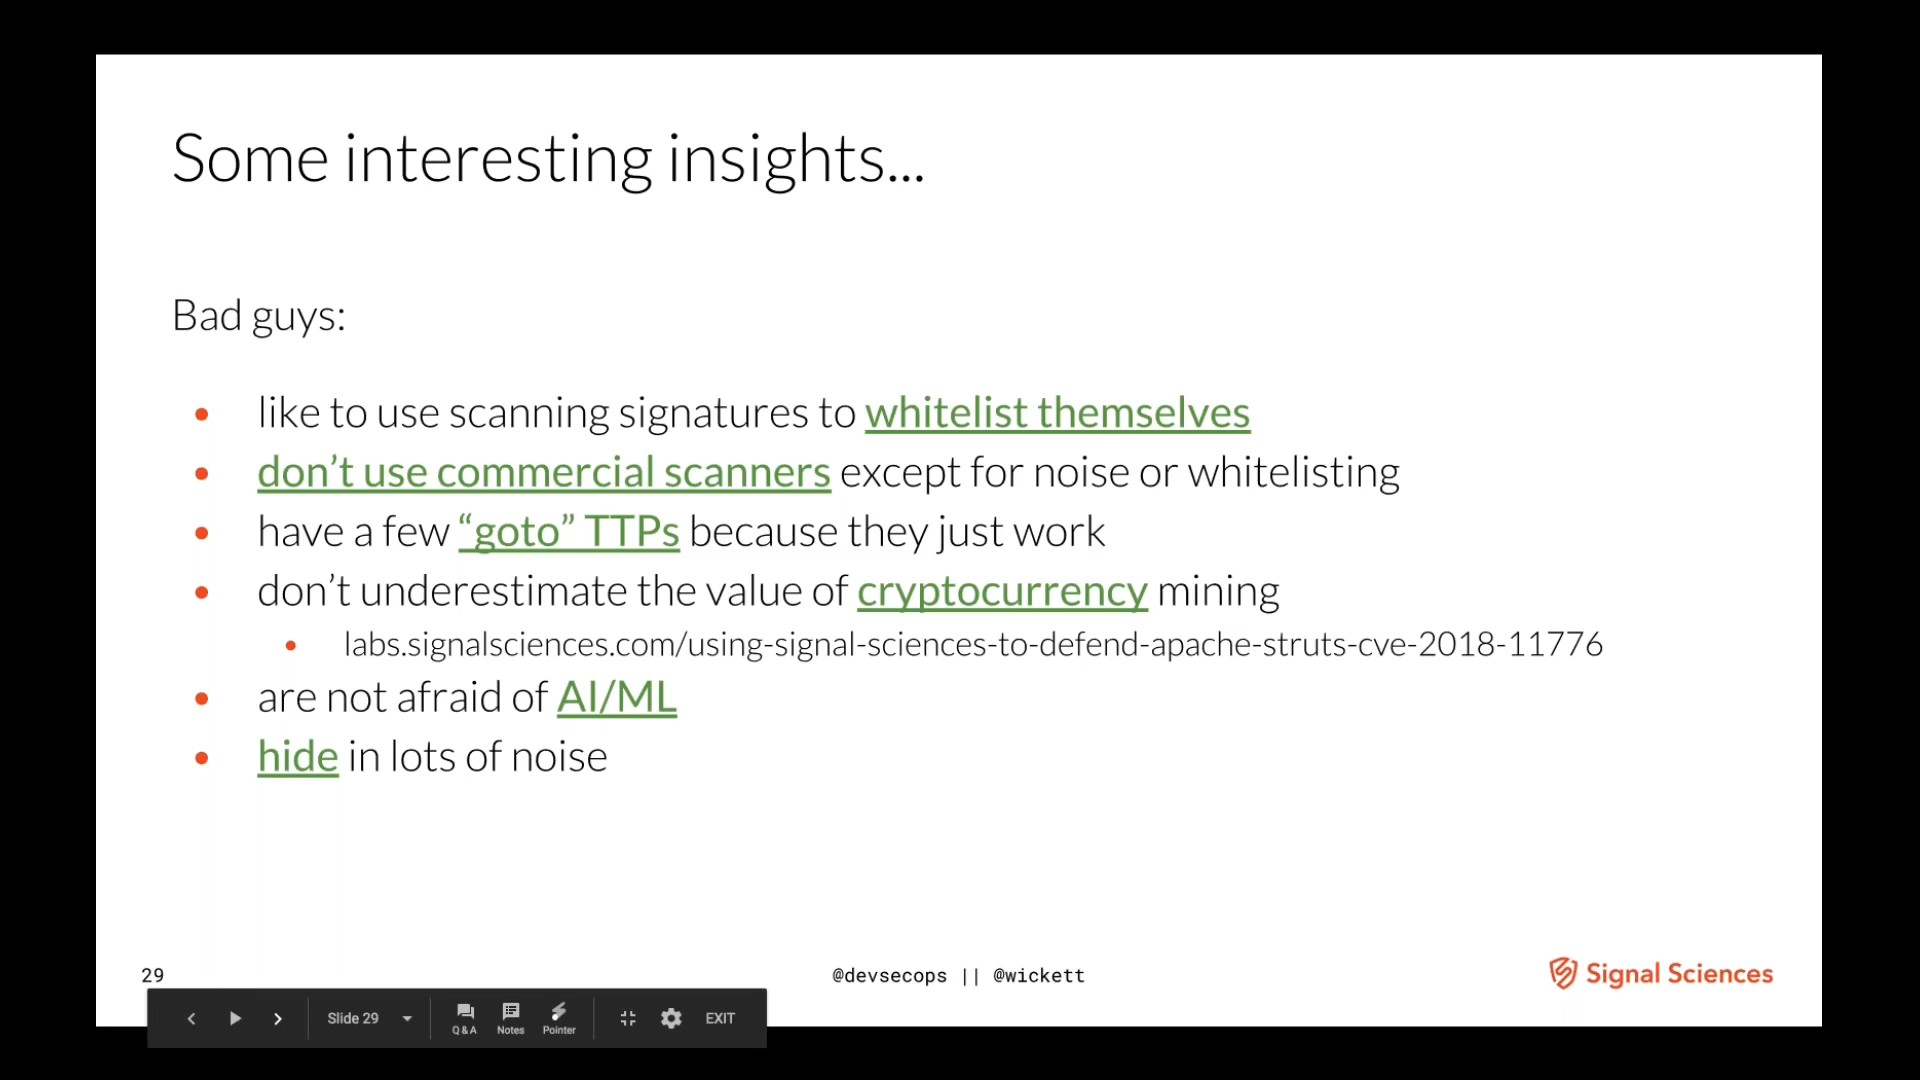 Some interesting insights...
Bad guys:
• like to use scanning signatures to whitelist themselves
• don’t use commercial scanners except for noise or whitelisting
• have a few “goto” TTPs because they just work
• don’t underestimate the value of cryptocurrency mining
• labs.signalsciences.com/using-signal-sciences-to-defend-apache-struts-cve-2018-11776
• are not afraid of AI/ML
• hide in lots of noise
29
@devsecops || @wickett
Signal Sciences
Slide 29
Q&A
Notes
Pointer
EXIT